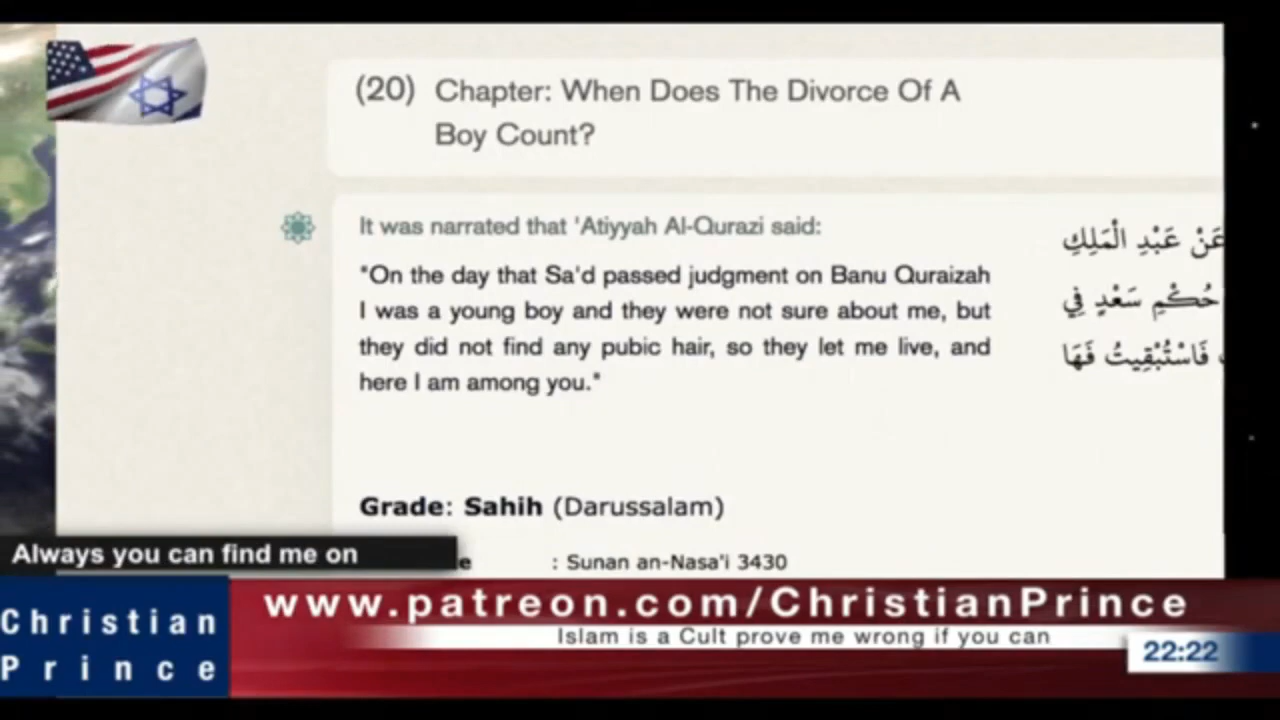 (20) Chapter: When Does The Divorce Of A
Boy Count?
It was narrated that 'Atiyyah Al-Qurazi said:
"On the day that Sa'd passed judgment on Banu Quraizah
I was a young boy and they were not sure about me, but
they did not find any pubic hair, so they let me live, and
here I am among you."
عَنْ عَبْدِ الْمَلِكِ
حُكْمِ سَعْدٍ فِي
فَاسْتُبْقِيتُ فَهَا
Grade: Sahih (Darussalam)
: Sunan an-Nasa'i 3430
Always you can find me on
www.patreon.com/ChristianPrince
Islam is a Cult prove me wrong if you can
Christian
Prince
22:22